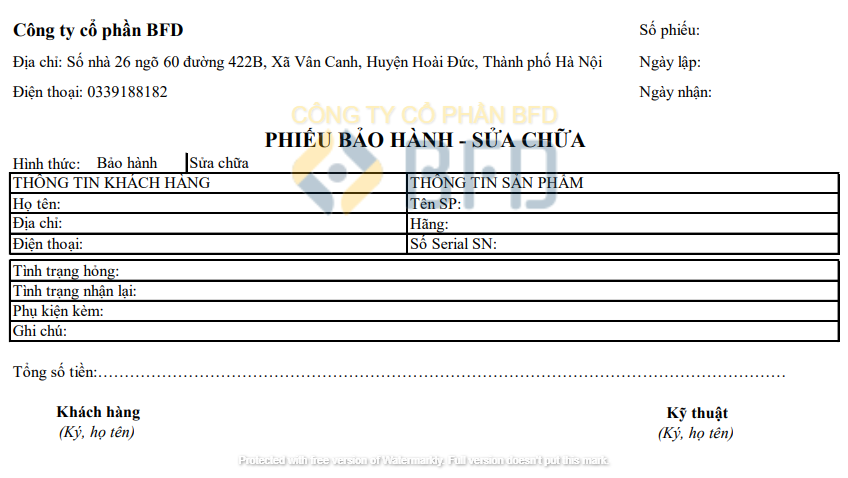 Công ty cổ phần BFD
Số phiếu:
Địa chỉ: Số nhà 26 ngõ 60 đường 422B, Xã Vân Canh, Huyện Hoài Đức, Thành phố Hà Nội
Ngày lập:
Điện thoại: 0339188182
Ngày nhận:
CÔNG TY CỔ PHẦN BFD
PHIẾU BẢO HÀNH - SỬA CHỮA
BFD
Hình thức: Bảo hành Sửa chữa
THÔNG TIN KHÁCH HÀNG THÔNG TIN SẢN PHẨM
Họ tên: Tên SP:
Địa chỉ: Hãng:
Điện thoại: Số Serial SN:
Tình trạng hỏng:
Tình trạng nhận lại:
Phụ kiện kèm:
Ghi chú:
Tổng số tiền:……………………………………………………………………………………………………………………
Khách hàng Kỹ thuật
(Ký, họ tên) (Ký, họ tên)
Protected with free version of Watermarkly. Full version doesn't put this mark.